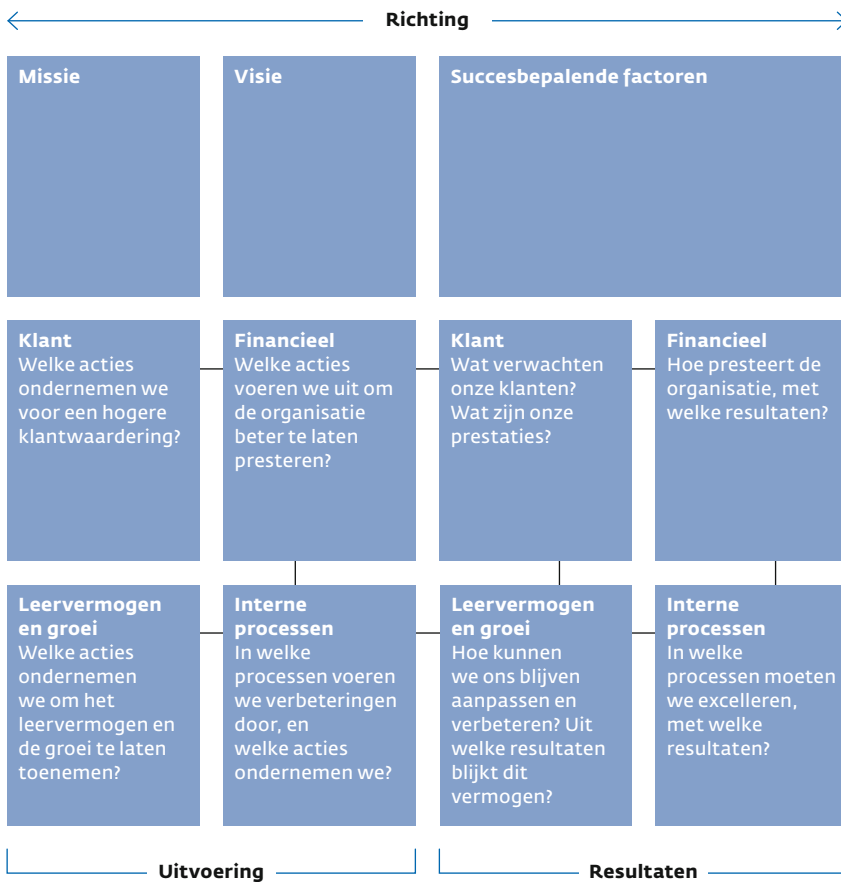 Richting
Missie
Visie
Succesbepalende factoren
Klant
Welke acties
ondernemen we
voor een hogere
klantwaardering?
Financieel
Welke acties
voeren we uit om
de organisatie
beter te laten
presteren?
Klant
Wat verwachten
onze klanten?
Wat zijn onze
prestaties?
Financieel
Hoe presteert de
organisatie, met
welke resultaten?
Leervermogen
en groei
Welke acties
ondernemen
we om het
leervermogen en
de groei te laten
toenemen?
Interne
processen
In welke
processen voeren
we verbeteringen
door, en
welke acties
ondernemen we?
Leervermogen
en groei
Hoe kunnen
we ons blijven
aanpassen en
verbeteren? Uit
welke resultaten
blijkt dit
vermogen?
Interne
processen
In welke
processen moeten
we excelleren,
met welke
resultaten?
Uitvoering
Resultaten